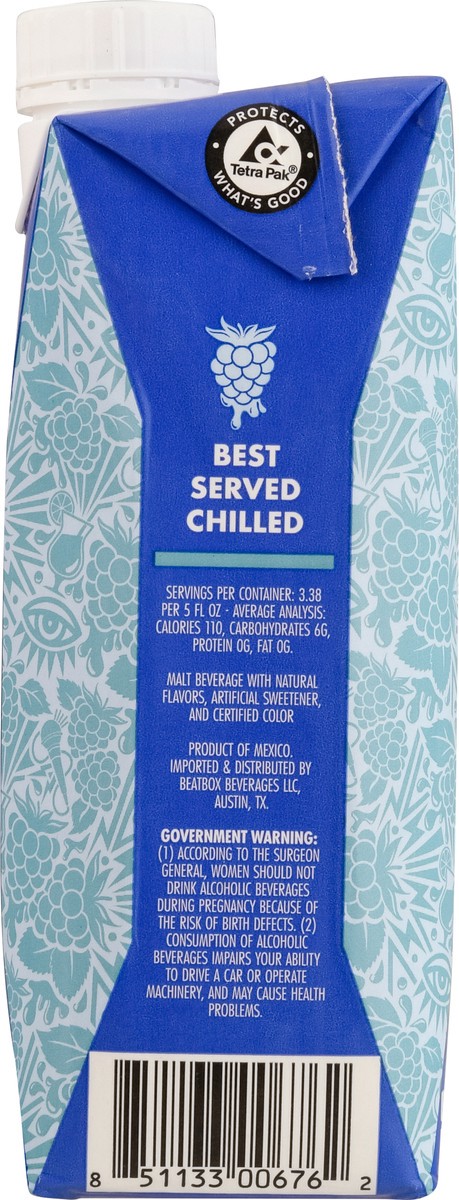 PROTECTS
Tetra Pak®
WHAT'S GOOD
BEST
SERVED
CHILLED
SERVINGS PER CONTAINER: 3.38
PER 5 FL OZ - AVERAGE ANALYSIS:
CALORIES 110, CARBOHYDRATES 6G,
PROTEIN 0G, FAT 0G.
MALT BEVERAGE WITH NATURAL
FLAVORS, ARTIFICIAL SWEETENER,
AND CERTIFIED COLOR
PRODUCT OF MEXICO.
IMPORTED & DISTRIBUTED BY
BEATBOX BEVERAGES LLC,
AUSTIN, TX.
GOVERNMENT WARNING:
(1) ACCORDING TO THE SURGEON
GENERAL, WOMEN SHOULD NOT
DRINK ALCOHOLIC BEVERAGES
DURING PREGNANCY BECAUSE OF
THE RISK OF BIRTH DEFECTS. (2)
CONSUMPTION OF ALCOHOLIC
BEVERAGES IMPAIRS YOUR ABILITY
TO DRIVE A CAR OR OPERATE
MACHINERY, AND MAY CAUSE HEALTH
PROBLEMS.
8 51133 00676 2